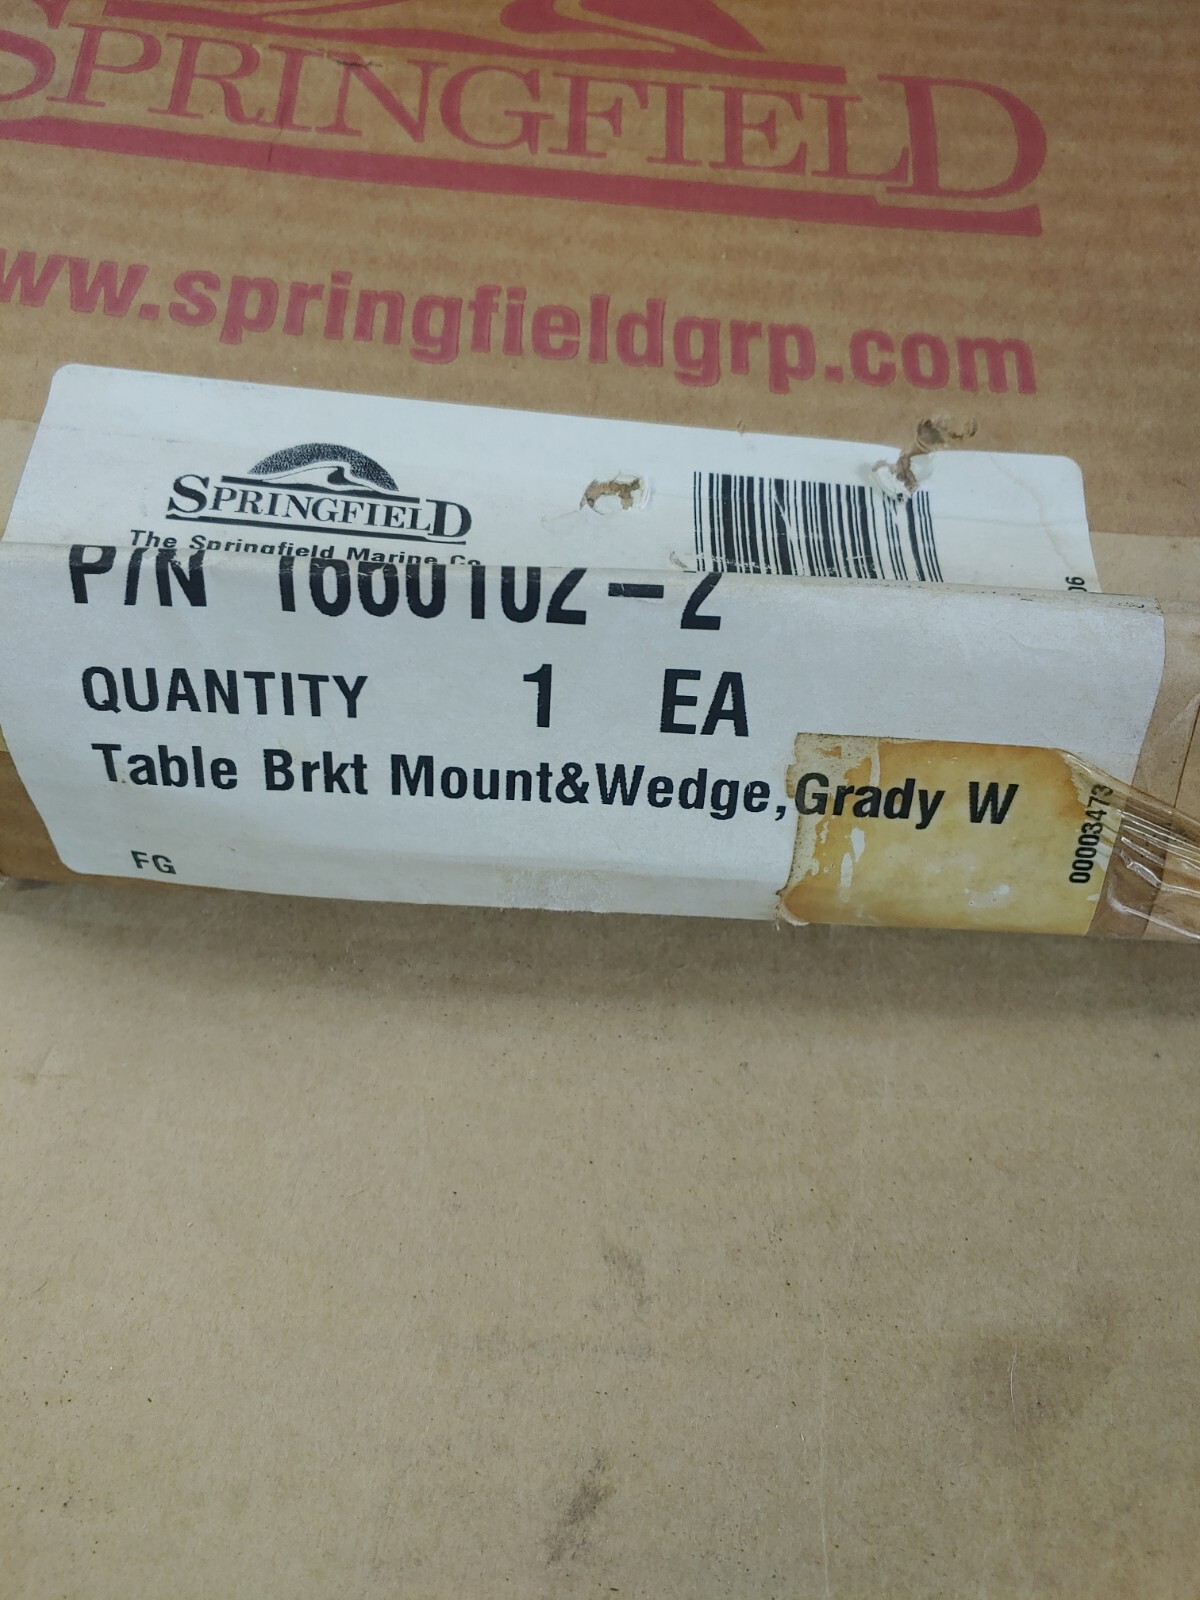 SPRINGFIELD
www.springfieldgrp.com
SPRINGFIELD
The Springfield Marine Co
P/N 1660102-2
QUANTITY 1 EA
Table Brkt Mount&Wedge,Grady W
00003473
FG